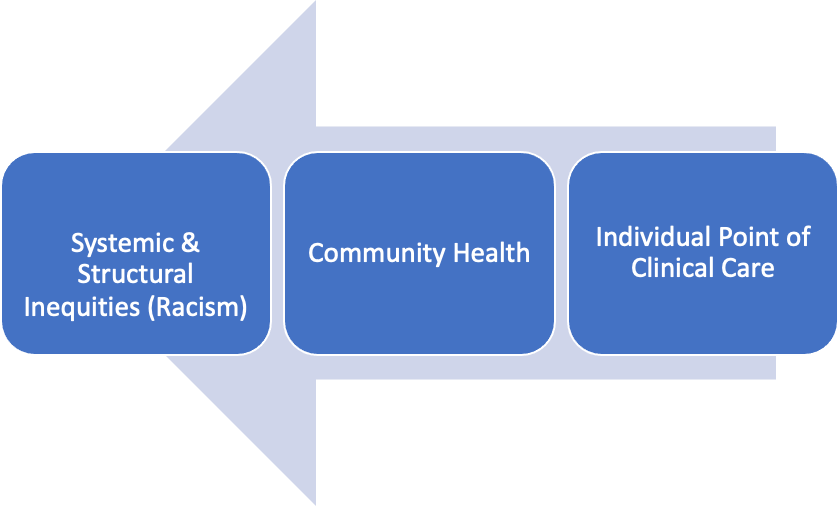 Systemic &
Structural
Inequities (Racism)
Community Health
Individual Point of
Clinical Care